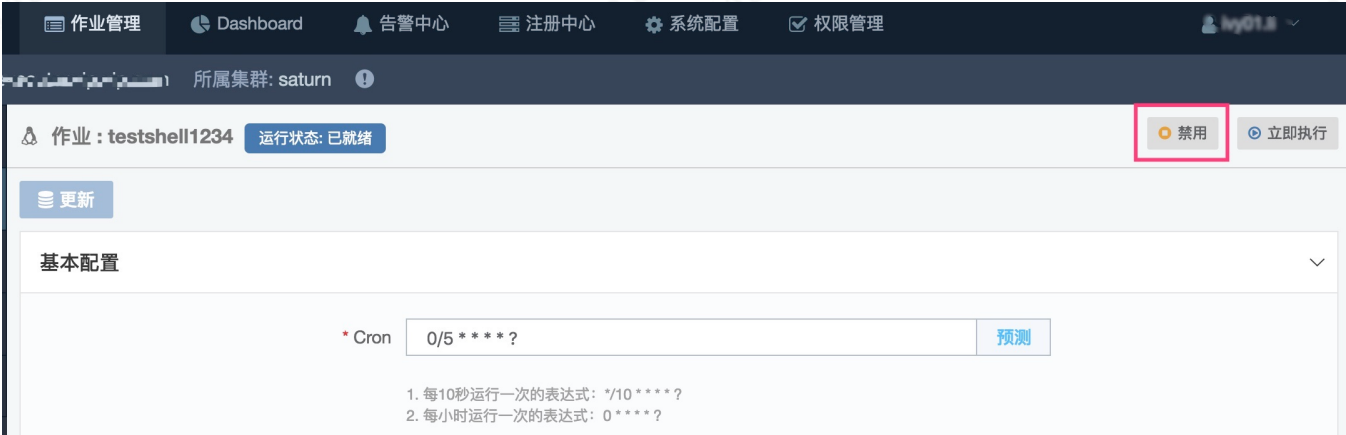 作业管理 Dashboard 告警中心 注册中心 系统配置 权限管理
所属集群: saturn
作业 : testshell1234 运行状态: 已就绪 禁用 立即执行
更新
基本配置
* Cron 0/5 * * * * ? 预测
1. 每10秒运行一次的表达式：*/10 * * * * ?
2. 每小时运行一次的表达式：0 * * * * ?